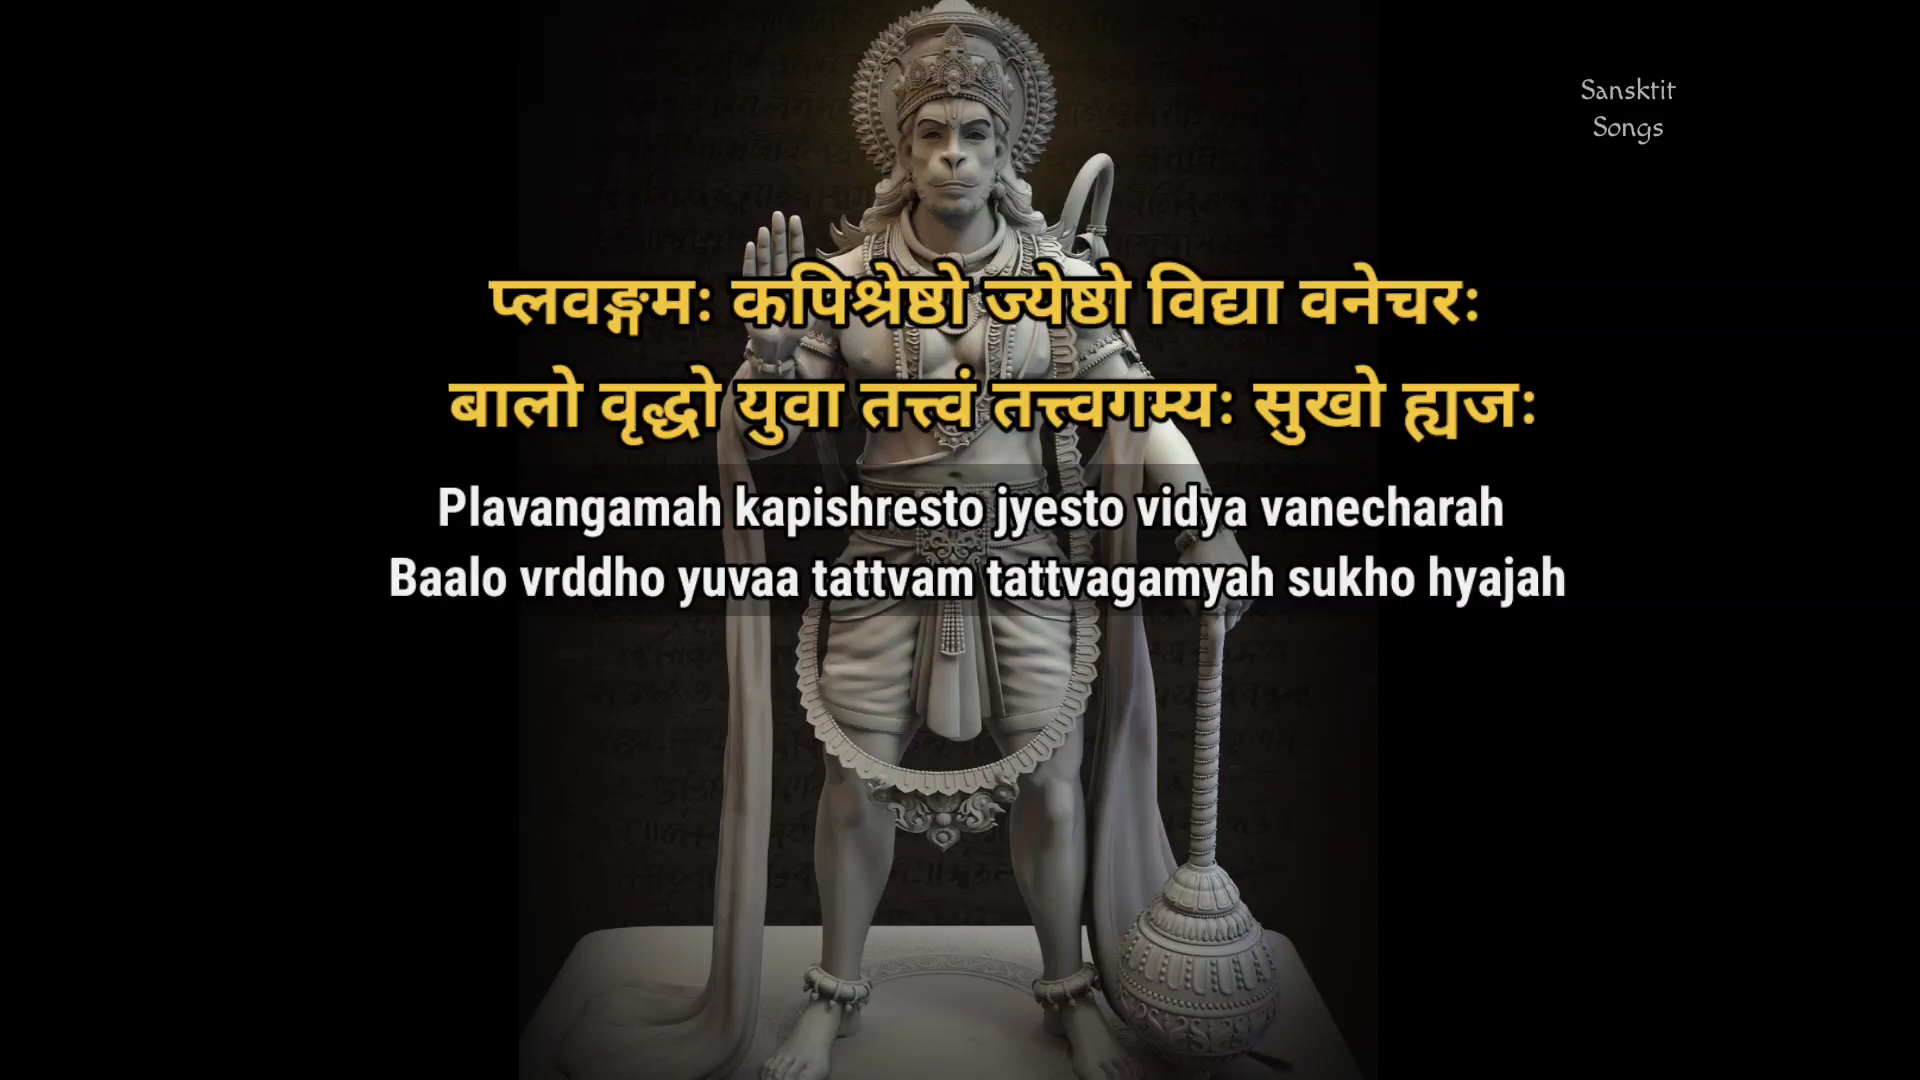 Sansktit
Songs
प्लवङ्गमः कपिश्रेष्ठो ज्येष्ठो विद्या वनेचरः
बालो वृद्धो युवा तत्त्वं तत्त्वगम्यः सुखो ह्यजः
Plavangamah kapishresto jyesto vidya vanecharah
Baalo vrddho yuvaa tattvam tattvagamyah sukho hyajah